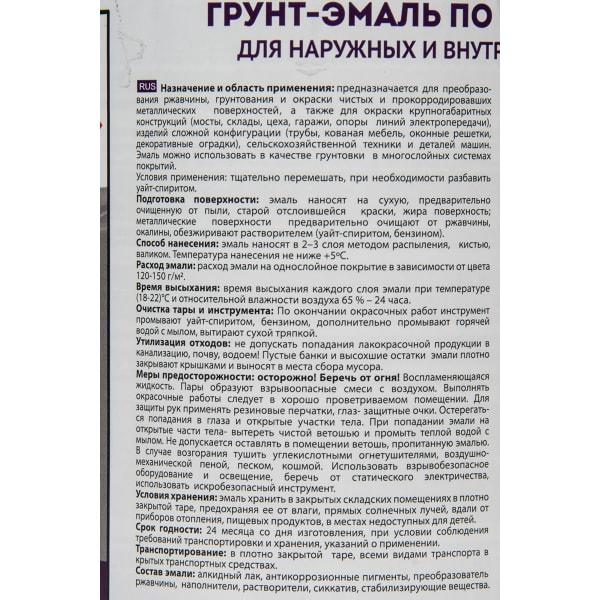 ГРУНТ-ЭМАЛЬ ПО
ДЛЯ НАРУЖНЫХ И ВНУТР
RUS Назначение и область применения: предназначается для преобразо-
вания ржавчины, грунтования и окраски чистых и прокорродировавших
металлических поверхностей, а также для окраски крупногабаритных
конструкций (мосты, склады, цеха, гаражи, опоры линий электропередачи),
изделий сложной конфигурации (трубы, кованая мебель, оконные решетки,
декоративные оградки), сельскохозяйственной техники и деталей машин.
Эмаль можно использовать в качестве грунтовки в многослойных системах
покрытий.
Условия применения: тщательно перемешать, при необходимости разбавить
уайт-спиритом.
Подготовка поверхности: эмаль наносят на сухую, предварительно
очищенную от пыли, старой отслоившейся краски, жира поверхность;
металлические поверхности предварительно очищают от ржавчины,
окалины, обезжиривают растворителем (уайт-спиритом, бензином).
Способ нанесения: эмаль наносят в 2–3 слоя методом распыления, кистью,
валиком. Температура нанесения не ниже +5ºС.
Расход эмали: расход эмали на однослойное покрытие в зависимости от цвета
120-150 г/м².
Время высыхания: время высыхания каждого слоя эмали при температуре
(18-22)°С и относительной влажности воздуха 65 % – 24 часа.
Очистка тары и инструмента: По окончании окрасочных работ инструмент
промывают уайт-спиритом, бензином, дополнительно промывают горячей
водой с мылом, вытирают сухой тряпкой.
Утилизация отходов: не допускать попадания лакокрасочной продукции в
канализацию, почву, водоем! Пустые банки и высохшие остатки эмали плотно
закрывают крышками и выносят в места сбора мусора.
Меры предосторожности: осторожно! Беречь от огня! Воспламеняющаяся
жидкость. Пары образуют взрывоопасные смеси с воздухом. Выполнять
окрасочные работы следует в хорошо проветриваемом помещении. Для
защиты рук применять резиновые перчатки, глаз- защитные очки. Остерегать-
ся попадания в глаза и открытые участки тела. При попадании эмали на
открытые части тела- вытереть чистой ветошью и промыть теплой водой с
мылом. Не допускается оставлять в помещении ветошь, пропитанную эмалью.
В случае возгорания тушить углекислотными огнетушителями, воздушно-
механической пеной, песком, кошмой. Использовать взрывобезопасное
оборудование и освещение, беречь от статического электричества,
использовать искробезопасный инструмент.
Условия хранения: эмаль хранить в закрытых складских помещениях в плотно
закрытой таре, предохраняя ее от влаги, прямых солнечных лучей, вдали от
приборов отопления, пищевых продуктов, в местах недоступных для детей.
Срок годности: 24 месяца со дня изготовления, при условии соблюдения
требований транспортировки и хранения, указанных о применении.
Транспортирование: в плотно закрытой таре, всеми видами транспорта в
крытых транспортных средствах.
Состав эмали: алкидный лак, антикоррозионные пигменты, преобразователь
ржавчины, наполнители, растворители, сиккатив, стабилизирующие вещества.